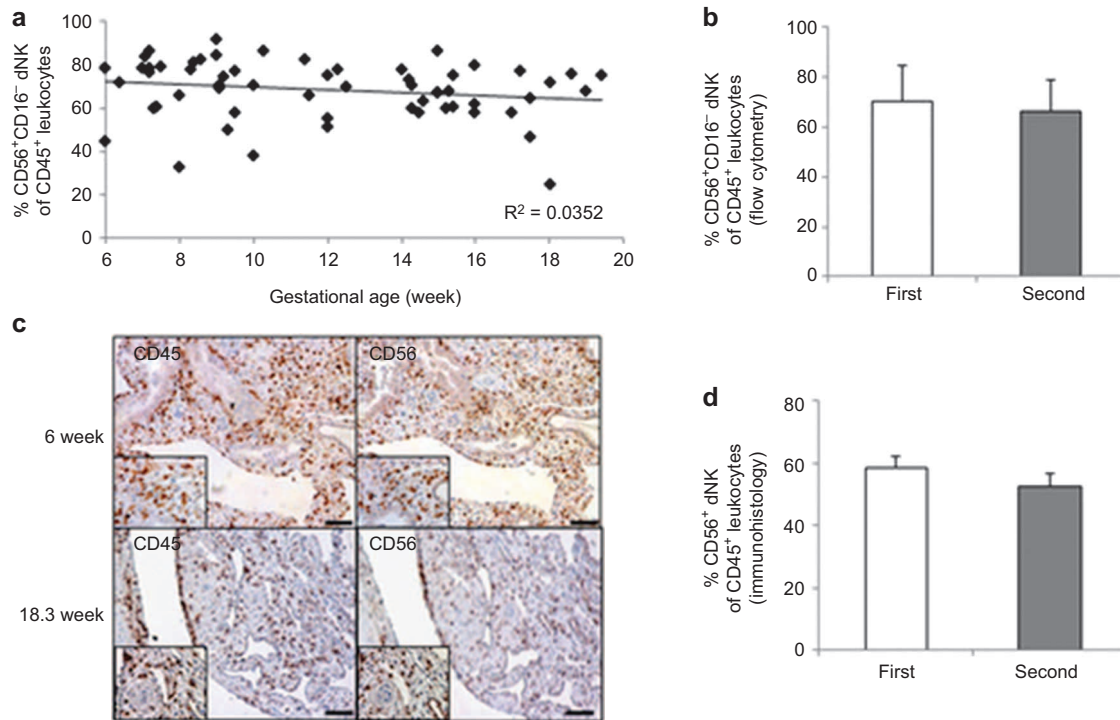 a
% CD56⁺CD16⁻ dNK
of CD45⁺ leukocytes
100
80
60
40
20
0
6
8
10
12
14
16
18
20
R² = 0.0352
Gestational age (week)
b
% CD56⁺CD16⁻ dNK
of CD45⁺ leukocytes
(flow cytometry)
100
80
60
40
20
0
First
Second
c
CD45
CD56
6 week
CD45
CD56
18.3 week
d
% CD56⁺ dNK
of CD45⁺ leukocytes
(immunohistology)
80
60
40
20
0
First
Second